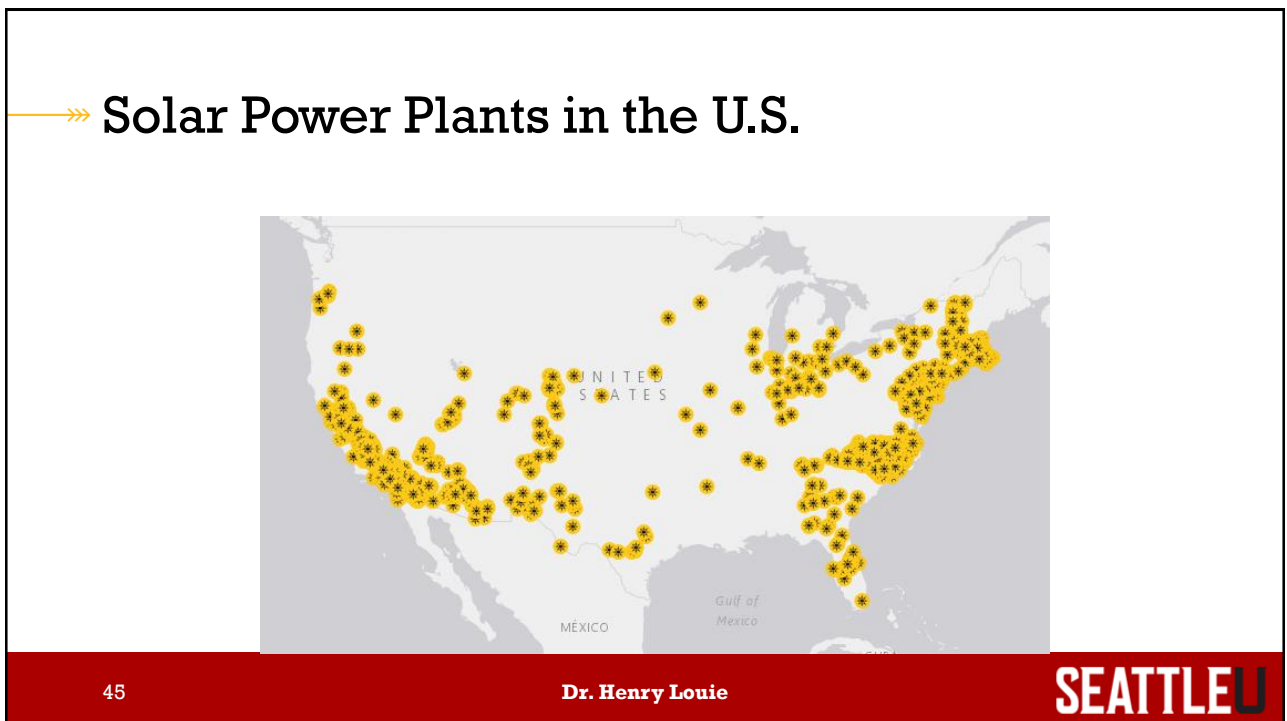 Solar Power Plants in the U.S.
UNITED
STATES
Gulf of
Mexico
MÉXICO
45
Dr. Henry Louie
SEATTLEU